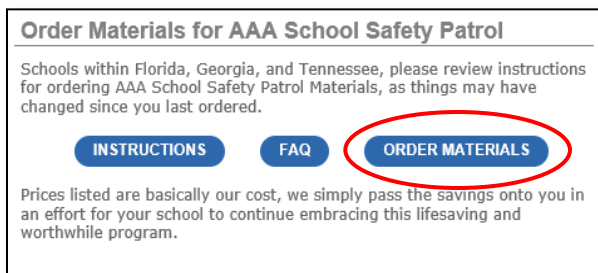 Order Materials for AAA School Safety Patrol
Schools within Florida, Georgia, and Tennessee, please review instructions
for ordering AAA School Safety Patrol Materials, as things may have
changed since you last ordered.
INSTRUCTIONS FAQ ORDER MATERIALS
Prices listed are basically our cost, we simply pass the savings onto you in
an effort for your school to continue embracing this lifesaving and
worthwhile program.